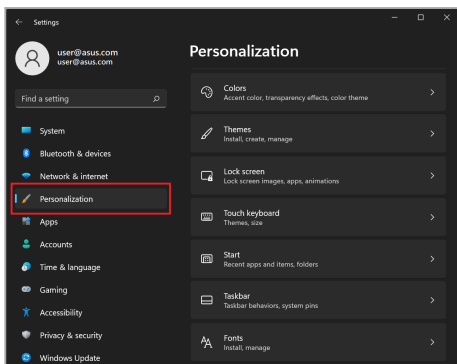 Settings
user@asus.com
user@asus.com
Find a setting
System
Bluetooth & devices
Network & internet
Personalization
Apps
Accounts
Time & language
Gaming
Accessibility
Privacy & security
Windows Update
Personalization
Colors
Accent color, transparency effects, color theme
Themes
Install, create, manage
Lock screen
Lock screen images, apps, animations
Touch keyboard
Themes, size
Start
Recent apps and items, folders
Taskbar
Taskbar behaviors, system pins
Fonts
Install, manage